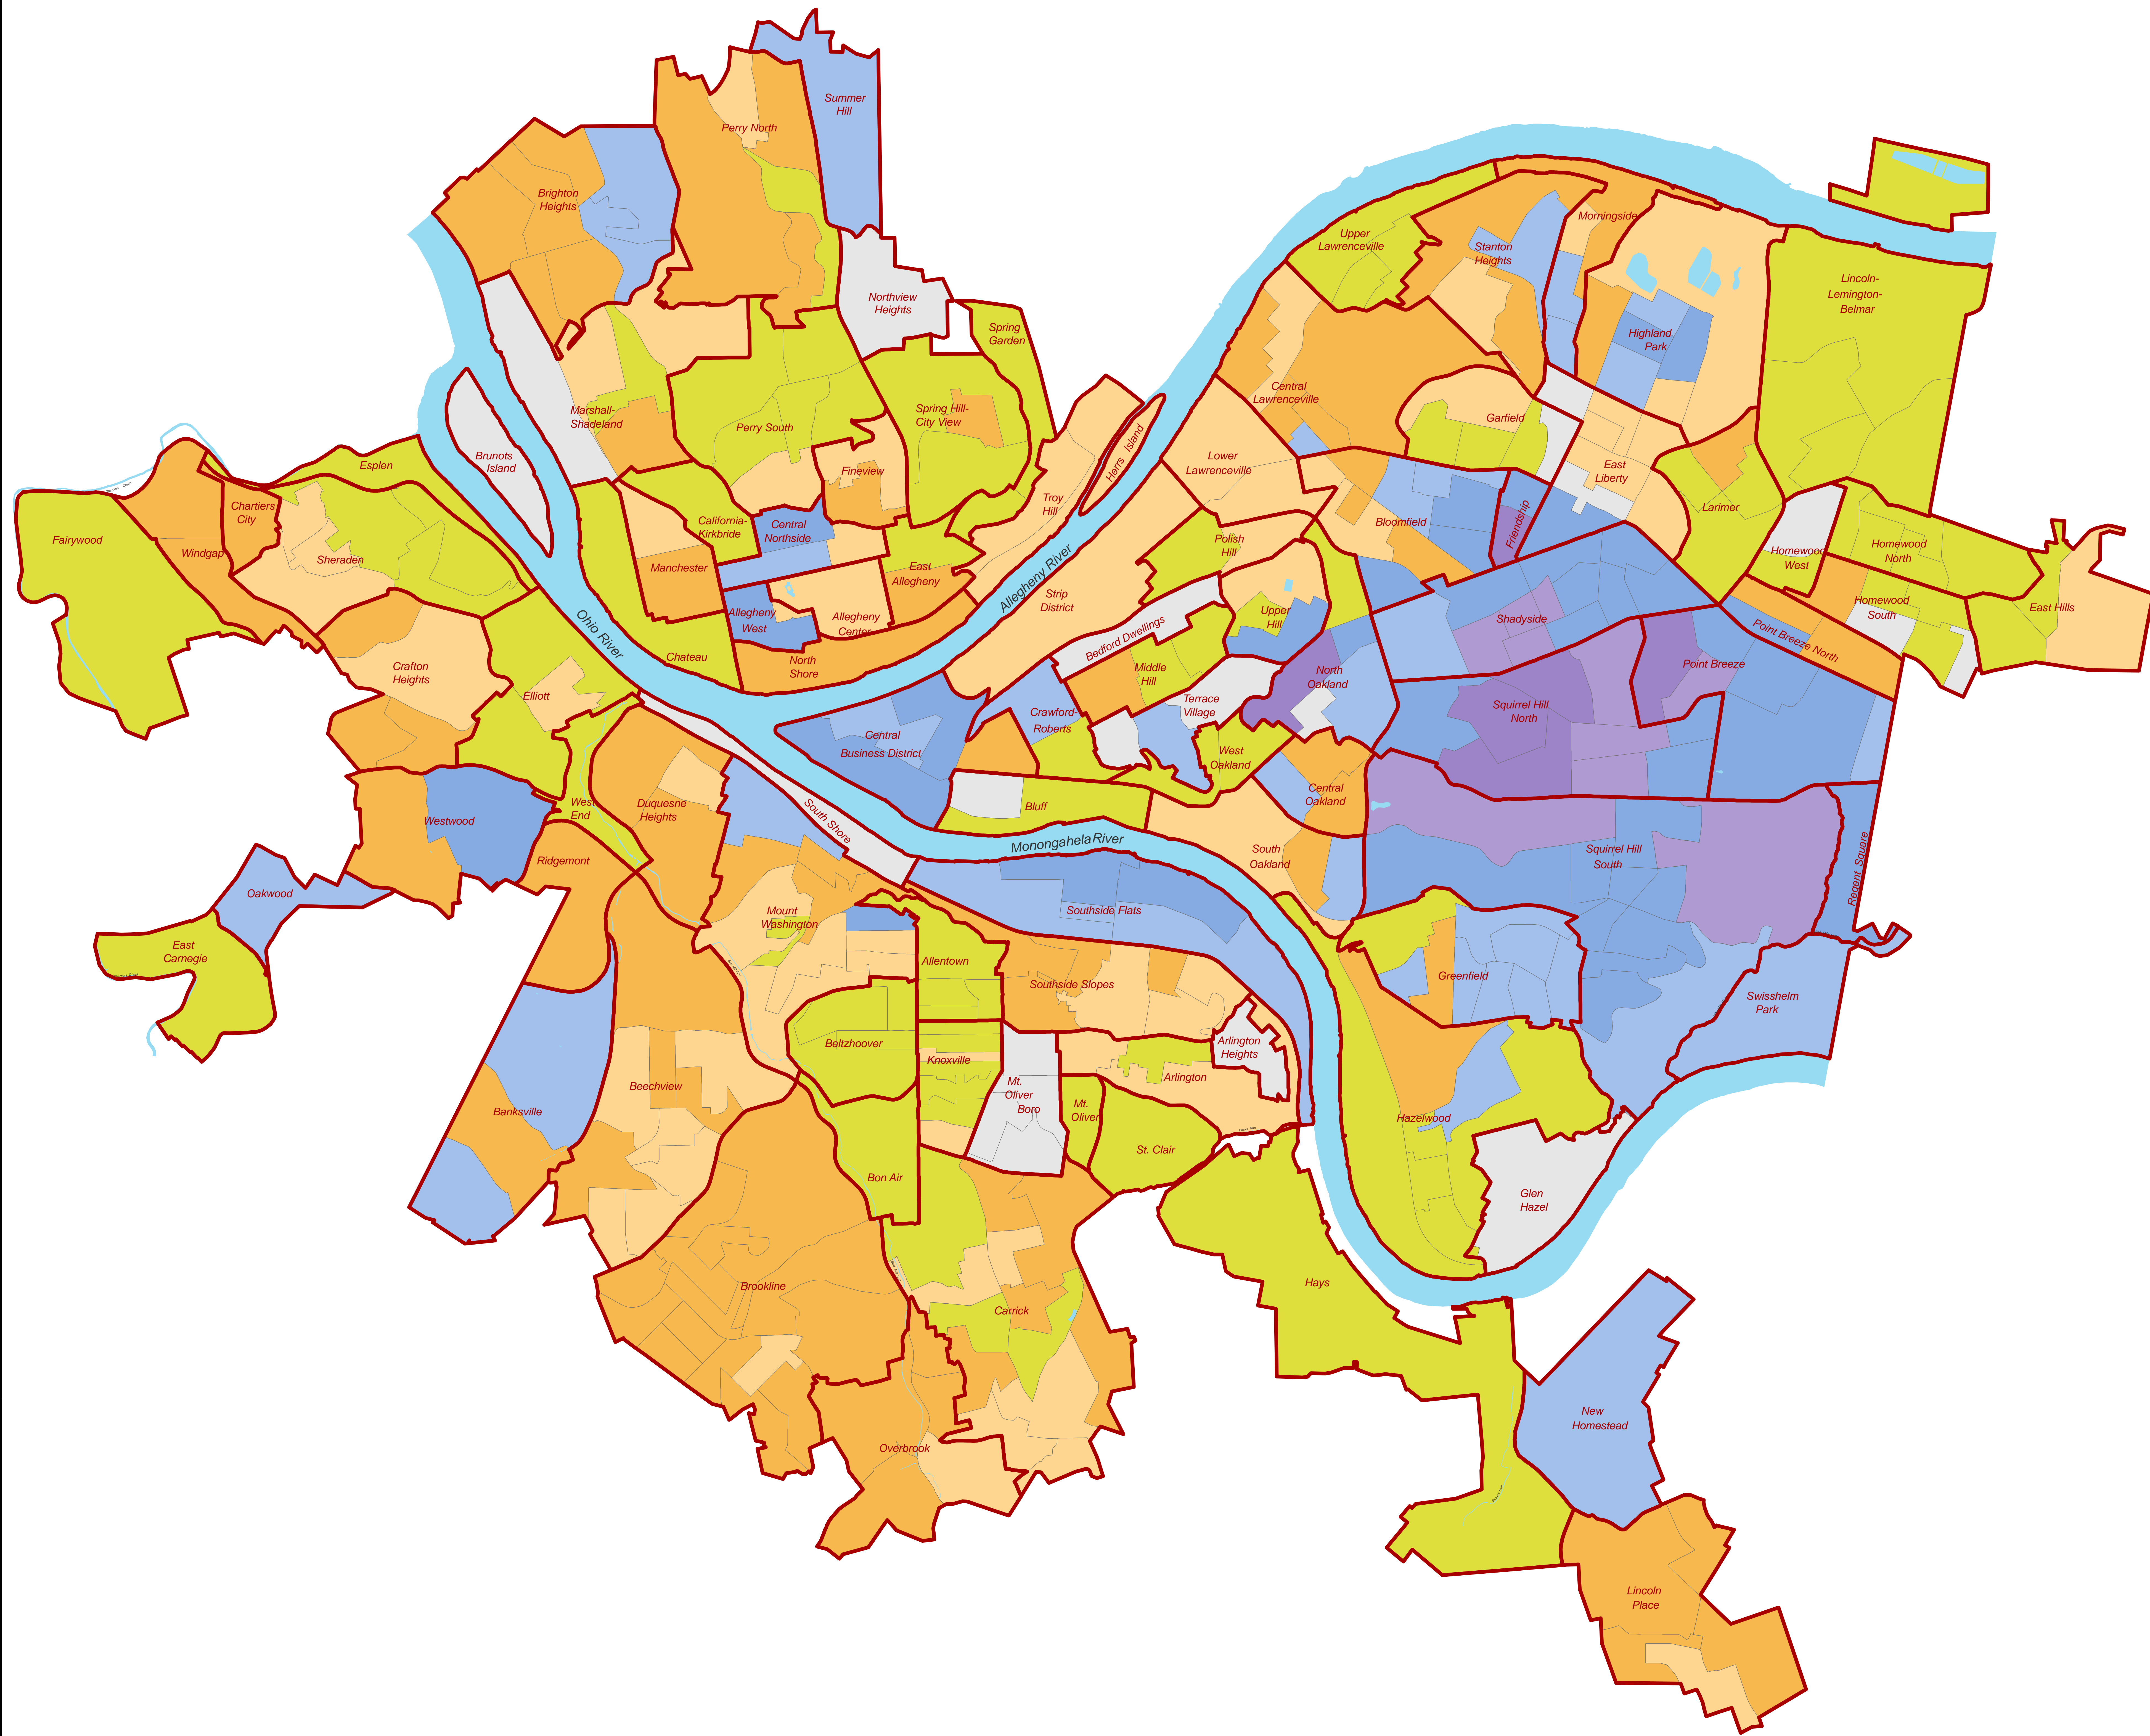 Summer
Hill
Perry North
Brighton
Heights
Morningside
Upper
Lawrenceville
Stanton
Heights
Lincoln-
Lemington-
Belmar
Northview
Heights
Spring
Garden
Highland
Park
Central
Lawrenceville
Marshall-
Shadeland
Perry South
Spring Hill-
City View
Garfield
Brunots
Island
Esplen
Fineview
Herrs Island
Lower
Lawrenceville
East
Liberty
Troy
Hill
Chartiers
City
Larimer
Fairywood
Windgap
Sheraden
California-
Kirkbride
Central
Northside
Bloomfield
Friendship
Polish
Hill
Homewood
West
Homewood
North
Manchester
East
Allegheny
Allegheny River
Strip
District
Allegheny
West
Allegheny
Center
Upper
Hill
Shadyside
Homewood
South
East Hills
Ohio River
Bedford Dwellings
Point Breeze North
Chateau
North
Shore
Crafton
Heights
Middle
Hill
North
Oakland
Point Breeze
Elliott
Terrace
Village
Crawford-
Roberts
Squirrel Hill
North
Central
Business District
West
Oakland
West
End
Duquesne
Heights
South Shore
Bluff
Central
Oakland
Westwood
Ridgemont
Monongahela River
South
Oakland
Squirrel Hill
South
Regent Square
Oakwood
Mount
Washington
Southside Flats
East
Carnegie
Allentown
Southside Slopes
Greenfield
Swisshelm
Park
Beltzhoover
Knoxville
Arlington
Heights
Arlington
Beechview
Mt.
Oliver
Boro
Mt.
Oliver
Banksville
Hazelwood
St. Clair
Bon Air
Glen
Hazel
Brookline
Carrick
Hays
New
Homestead
Overbrook
Lincoln
Place